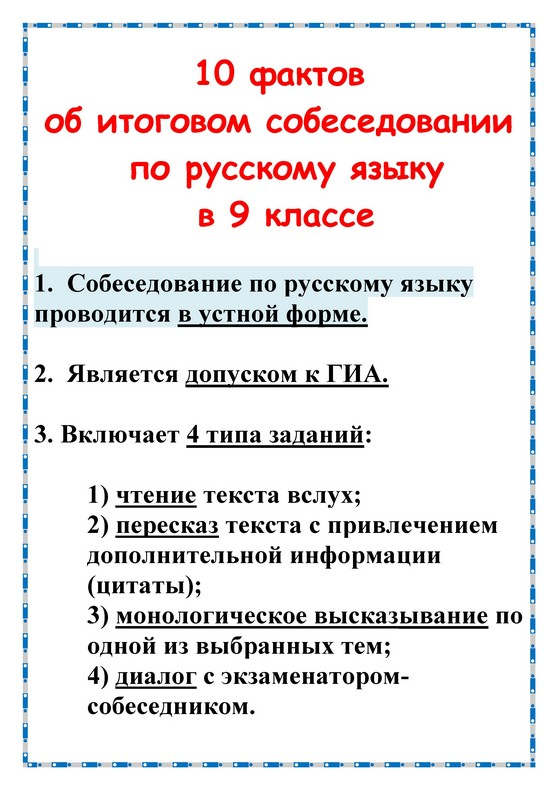 10 фактов
об итоговом собеседовании
по русскому языку
в 9 классе
1.  Собеседование по русскому языку
проводится в устной форме.
2.  Является допуском к ГИА.
3. Включает 4 типа заданий:
1) чтение текста вслух;
2) пересказ текста с привлечением
дополнительной информации
(цитаты);
3) монологическое высказывание по
одной из выбранных тем;
4) диалог с экзаменатором-
собеседником.